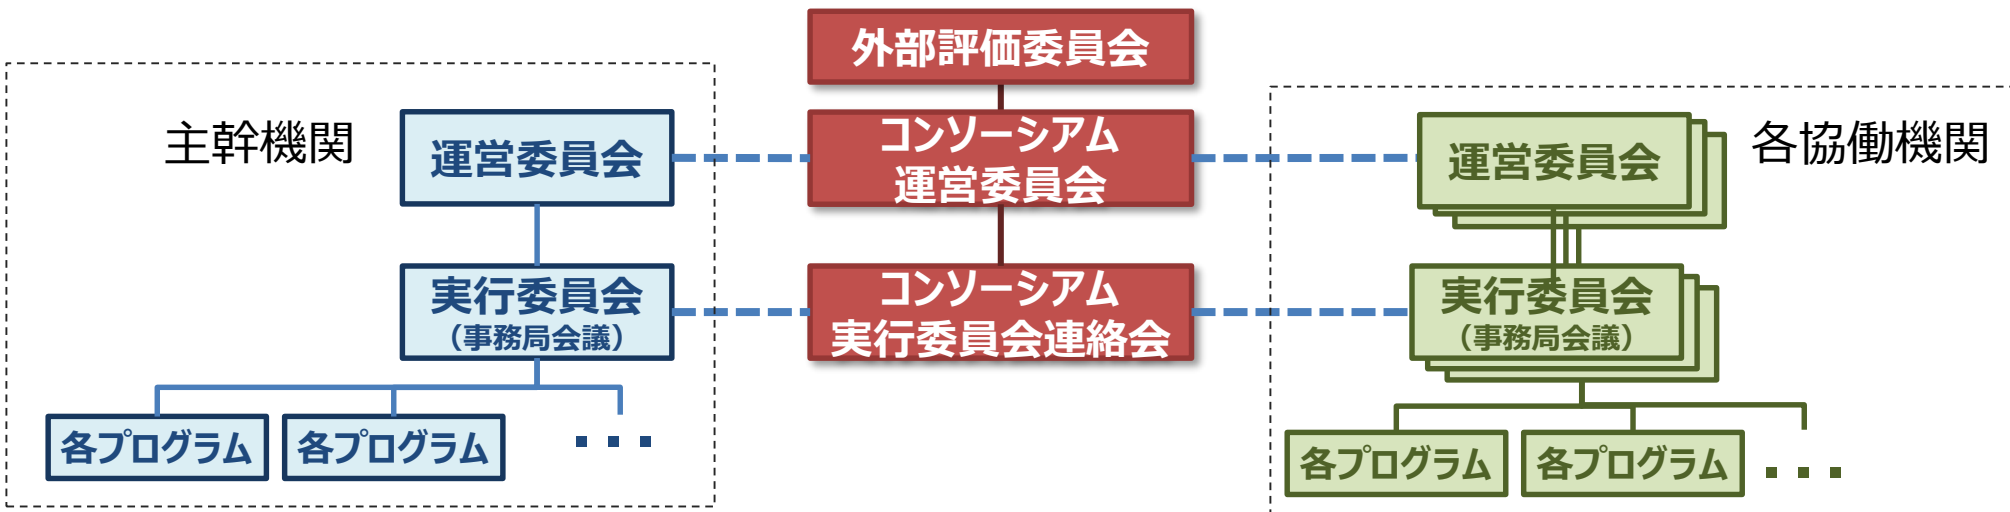 外部評価委員会
主幹機関
運営委員会
コンソーシアム
運営委員会
運営委員会
各協働機関
実行委員会
（事務局会議）
コンソーシアム
実行委員会連絡会
実行委員会
（事務局会議）
各プログラム
各プログラム
・・・
各プログラム
各プログラム
・・・